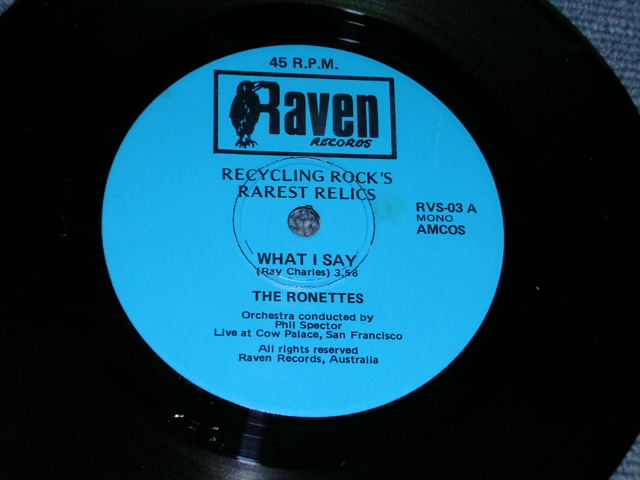 45 R.P.M.
Raven
RECORDS
RECYCLING ROCK'S
RAREST RELICS
RVS-03 A
MONO
AMCOS
WHAT I SAY
(Ray Charles) 3.58
THE RONETTES
Orchestra conducted by
Phil Spector
Live at Cow Palace, San Francisco
All rights reserved
Raven Records, Australia